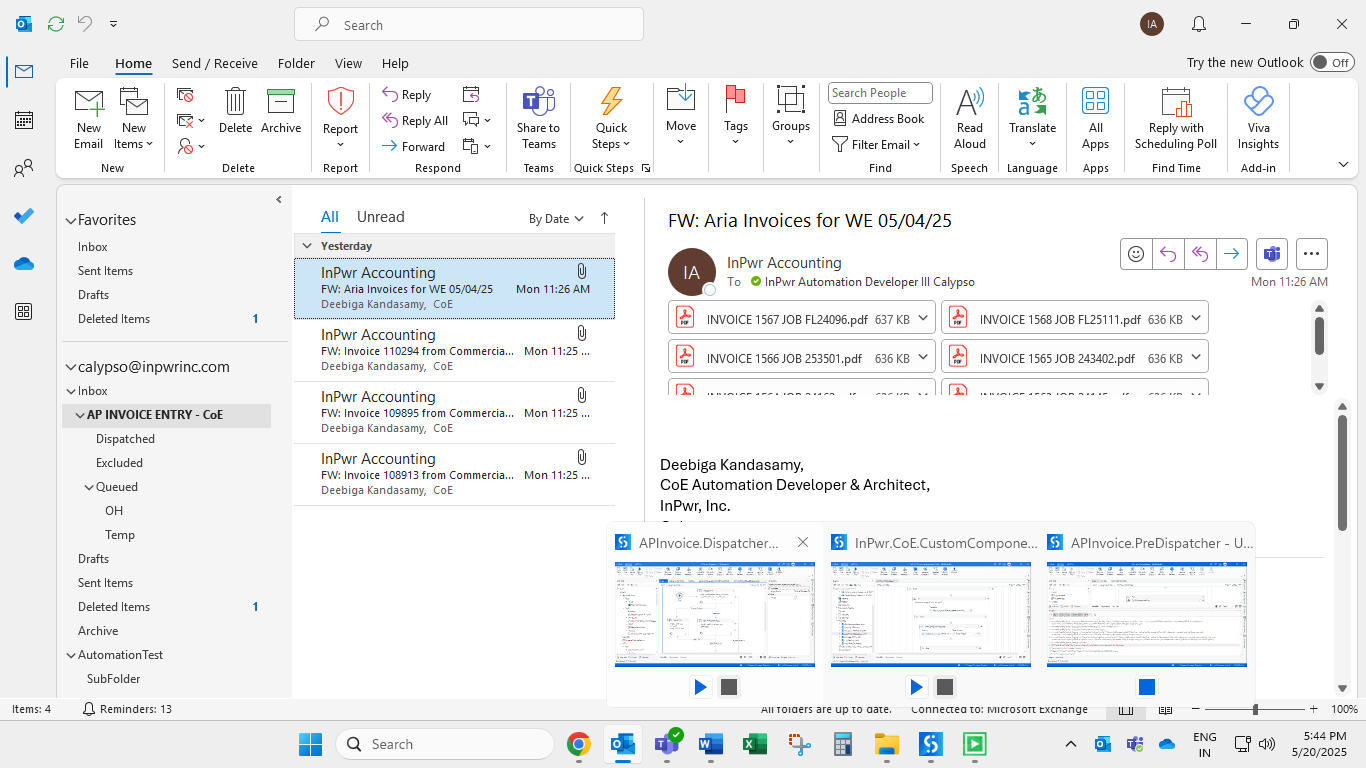 Search
IA
File
Home
Send / Receive
Folder
View
Help
Try the new Outlook
Off
New
Email
New
Items
New
Delete
Archive
Delete
Report
Report
Reply
Reply All
Forward
Respond
Share to
Teams
Teams
Quick
Steps
Quick Steps
Move
Tags
Groups
Search People
Address Book
Filter Email
Find
Read
Aloud
Speech
Translate
Language
All
Apps
Apps
Reply with
Scheduling Poll
Find Time
Viva
Insights
Add-in
Favorites
Inbox
Sent Items
Drafts
Deleted Items 1
calypso@inpwrinc.com
Inbox
AP INVOICE ENTRY - CoE
Dispatched
Excluded
Queued
OH
Temp
Drafts
Sent Items
Deleted Items 1
Archive
AutomationTest
SubFolder
All
Unread
By Date
Yesterday
InPwr Accounting
FW: Aria Invoices for WE 05/04/25 Mon 11:26 AM
Deebiga Kandasamy, CoE
InPwr Accounting
FW: Invoice 110294 from Commercia... Mon 11:25 ...
Deebiga Kandasamy, CoE
InPwr Accounting
FW: Invoice 109895 from Commercia... Mon 11:25 ...
Deebiga Kandasamy, CoE
InPwr Accounting
FW: Invoice 108913 from Commercia... Mon 11:25 ...
Deebiga Kandasamy, CoE
FW: Aria Invoices for WE 05/04/25
IA
InPwr Accounting
To InPwr Automation Developer III Calypso
Mon 11:26 AM
INVOICE 1567 JOB FL24096.pdf 637 KB
INVOICE 1568 JOB FL25111.pdf 636 KB
INVOICE 1566 JOB 253501.pdf 636 KB
INVOICE 1565 JOB 243402.pdf 636 KB
Deebiga Kandasamy,
CoE Automation Developer & Architect,
InPwr, Inc.
APInvoice.Dispatcher...
InPwr.CoE.CustomCompone...
APInvoice.PreDispatcher - U...
Items: 4
Reminders: 13
All folders are up to date.
Connected to: Microsoft Exchange
100%
Search
ENG
IN
5:44 PM
5/20/2025